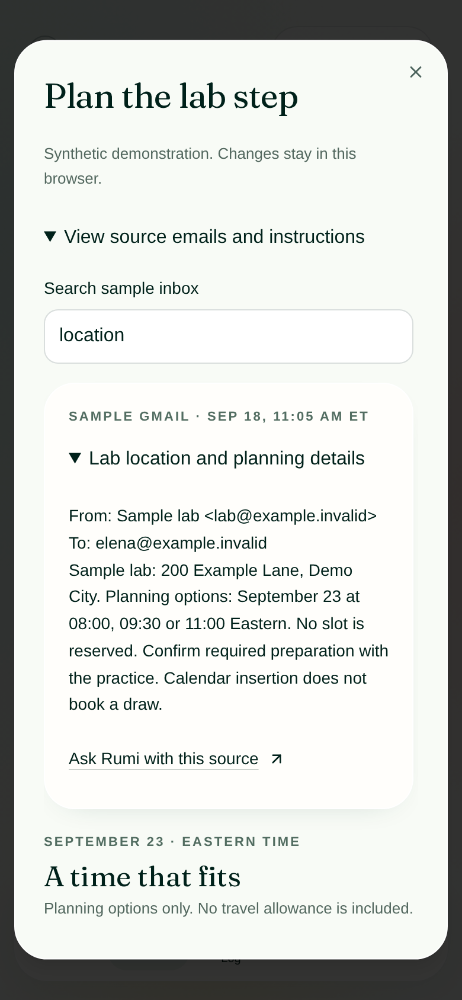 Plan the lab step
Synthetic demonstration. Changes stay in this
browser.
▼ View source emails and instructions
Search sample inbox
location
SAMPLE GMAIL · SEP 18, 11:05 AM ET
▼ Lab location and planning details
From: Sample lab <lab@example.invalid>
To: elena@example.invalid
Sample lab: 200 Example Lane, Demo
City. Planning options: September 23 at
08:00, 09:30 or 11:00 Eastern. No slot is
reserved. Confirm required preparation with
the practice. Calendar insertion does not
book a draw.
Ask Rumi with this source ↗
SEPTEMBER 23 · EASTERN TIME
A time that fits
Planning options only. No travel allowance is included.
Log